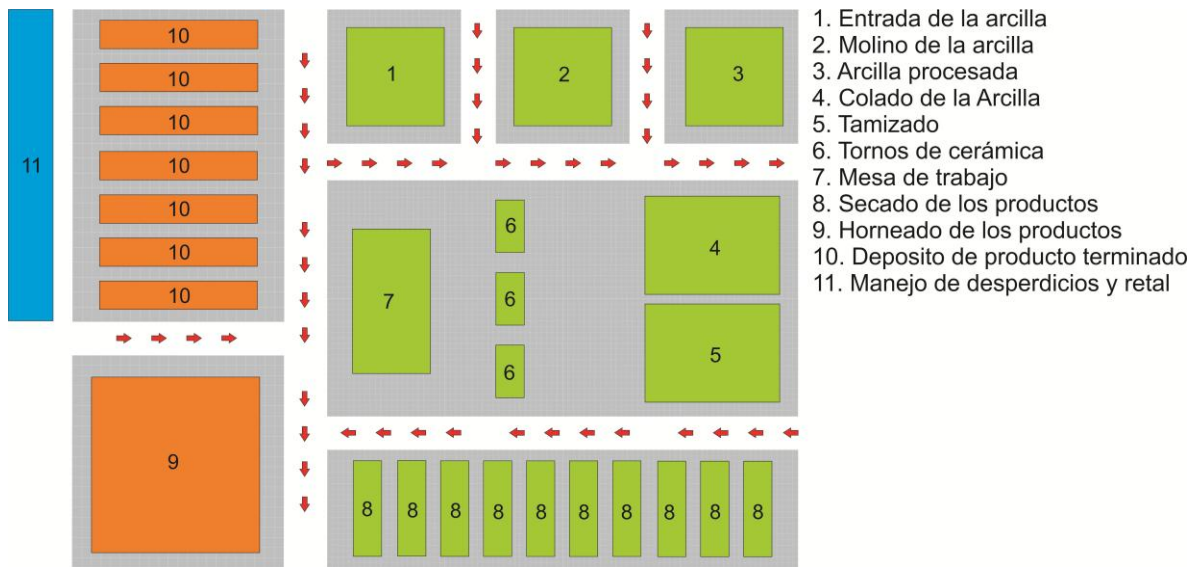 10
10
10
10
10
10
10
11
1
2
3
7
6
6
6
4
5
9
8 8 8 8 8 8 8 8 8 8
1. Entrada de la arcilla
2. Molino de la arcilla
3. Arcilla procesada
4. Colado de la Arcilla
5. Tamizado
6. Tornos de cerámica
7. Mesa de trabajo
8. Secado de los productos
9. Horneado de los productos
10. Deposito de producto terminado
11. Manejo de desperdicios y retal